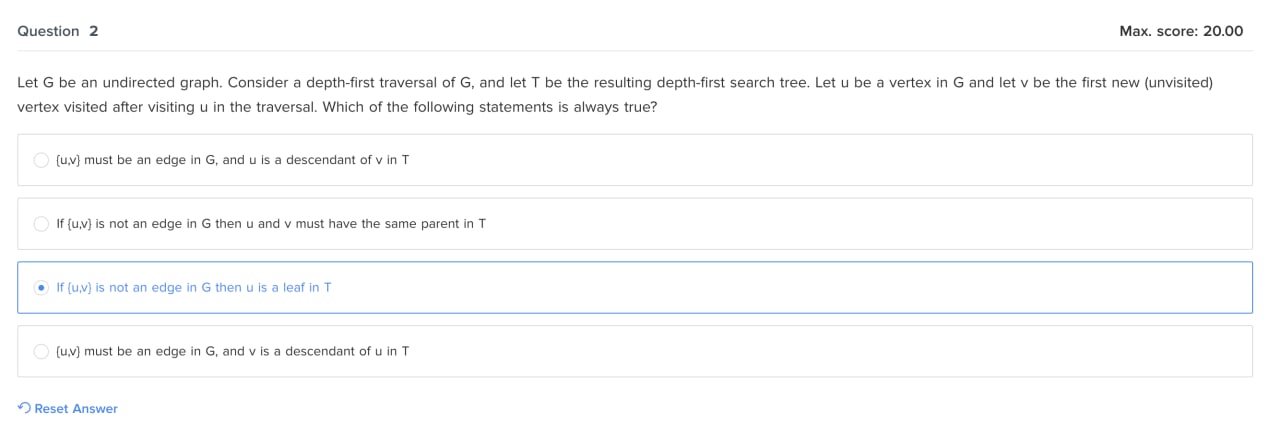 Question 2
Max. score: 20.00
Let G be an undirected graph. Consider a depth-first traversal of G, and let T be the resulting depth-first search tree. Let u be a vertex in G and let v be the first new (unvisited)
vertex visited after visiting u in the traversal. Which of the following statements is always true?
{u,v} must be an edge in G, and u is a descendant of v in T
If {u,v} is not an edge in G then u and v must have the same parent in T
If {u,v} is not an edge in G then u is a leaf in T
{u,v} must be an edge in G, and v is a descendant of u in T
Reset Answer